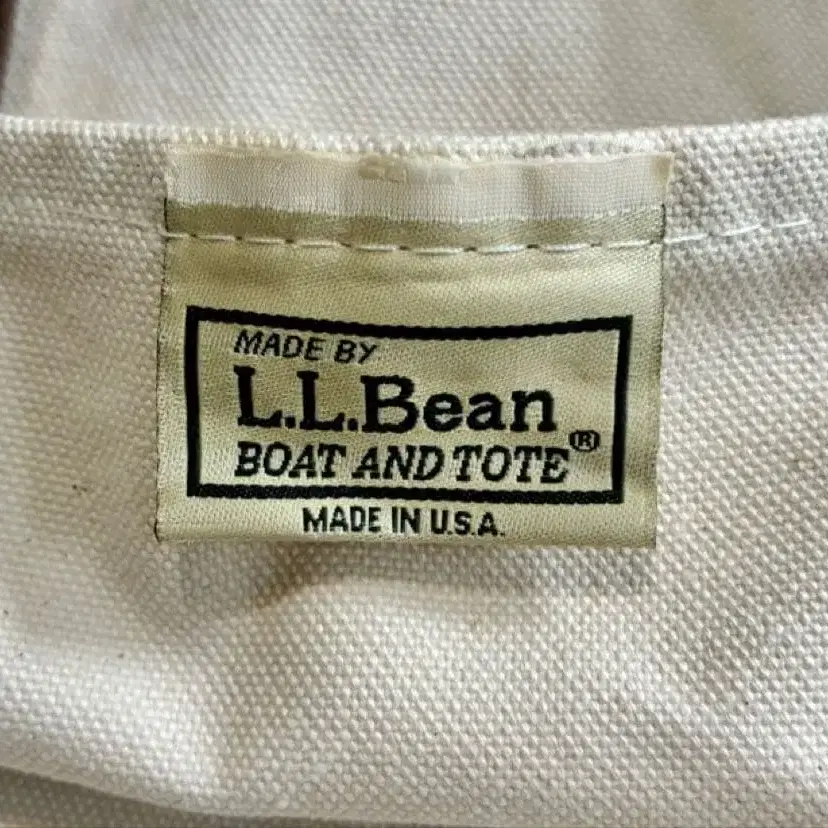 MADE BY
L.L.Bean
BOAT AND TOTE®
MADE IN U.S.A.